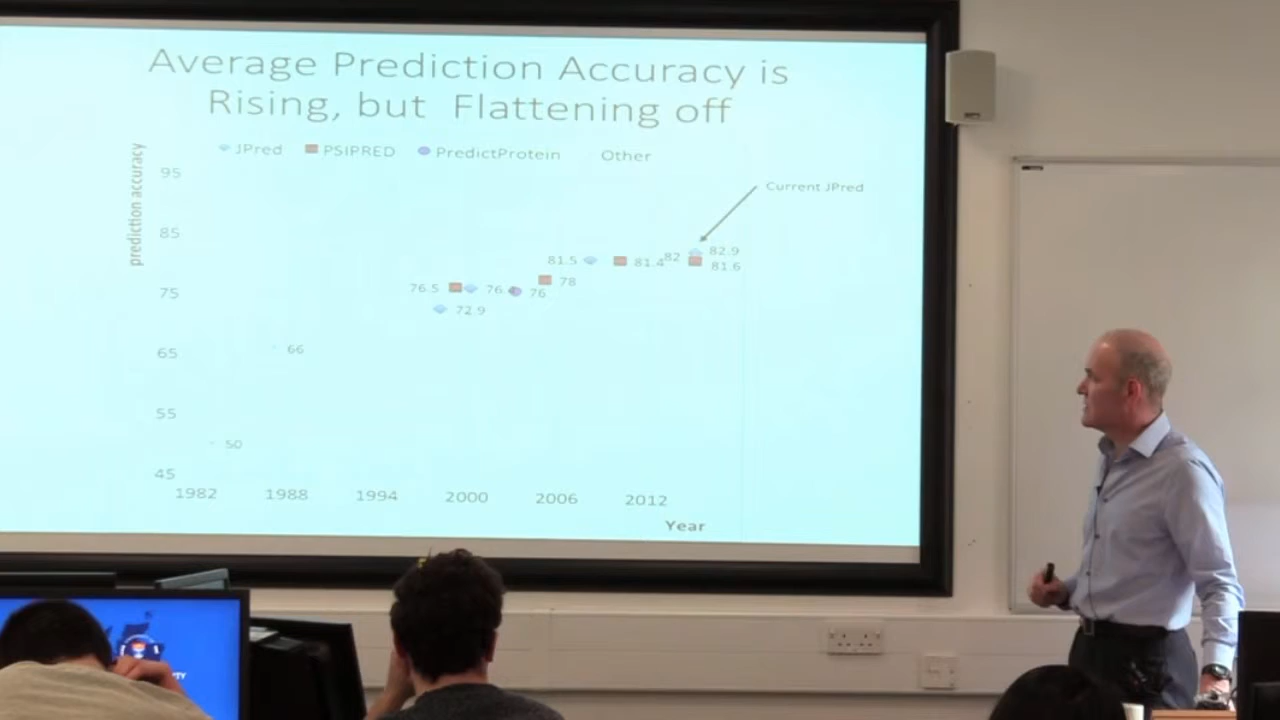 Average Prediction Accuracy is
Rising, but Flattening off
JPred PSIPRED PredictProtein Other
prediction accuracy
95
Current JPred
85
82.9
81.5 81.4 82
81.6
78
75
76.5 76 76
72.9
66
65
55
50
45
1982 1988 1994 2000 2006 2012
Year